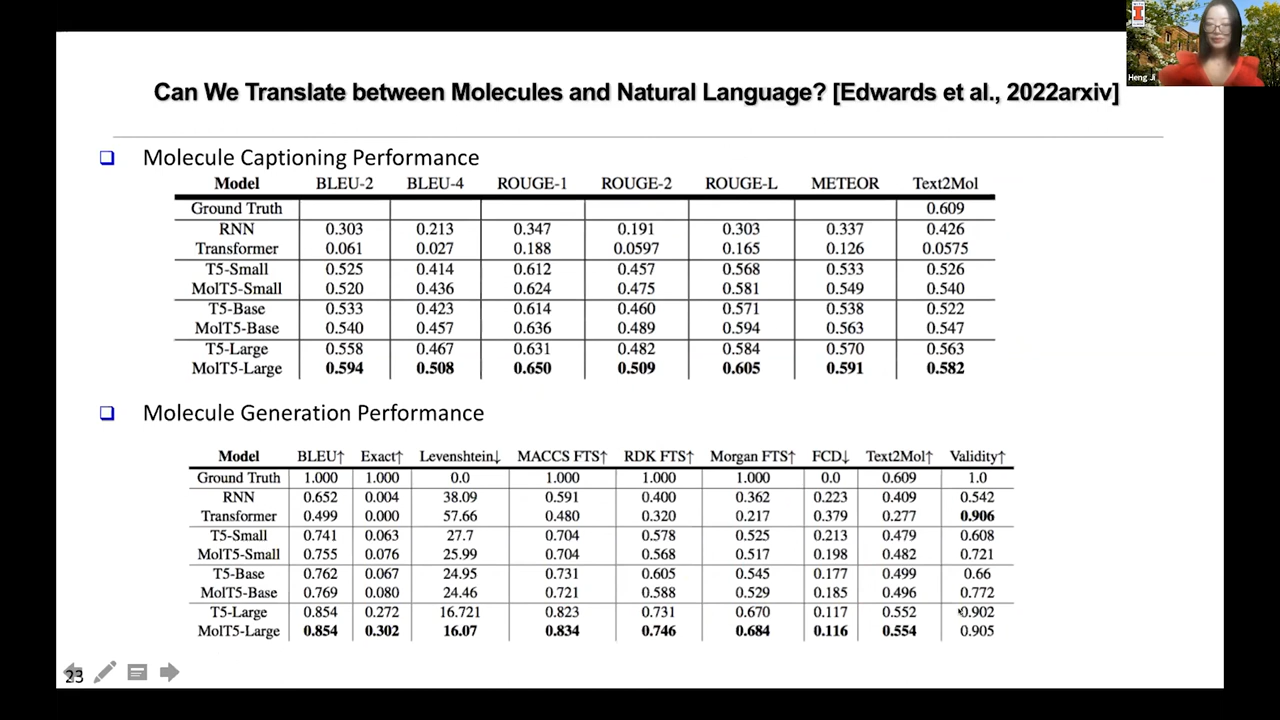 Can We Translate between Molecules and Natural Language? [Edwards et al., 2022arxiv]
Heng Ji
❑ Molecule Captioning Performance
Model BLEU-2 BLEU-4 ROUGE-1 ROUGE-2 ROUGE-L METEOR Text2Mol
Ground Truth 0.609
RNN 0.303 0.213 0.347 0.191 0.303 0.337 0.426
Transformer 0.061 0.027 0.188 0.0597 0.165 0.126 0.0575
T5-Small 0.525 0.414 0.612 0.457 0.568 0.533 0.526
MolT5-Small 0.520 0.436 0.624 0.475 0.581 0.549 0.540
T5-Base 0.533 0.423 0.614 0.460 0.571 0.538 0.522
MolT5-Base 0.540 0.457 0.636 0.489 0.594 0.563 0.547
T5-Large 0.558 0.467 0.631 0.482 0.584 0.570 0.563
MolT5-Large 0.594 0.508 0.650 0.509 0.605 0.591 0.582
❑ Molecule Generation Performance
Model BLEU↑ Exact↑ Levenshtein↓ MACCS FTS↑ RDK FTS↑ Morgan FTS↑ FCD↓ Text2Mol↑ Validity↑
Ground Truth 1.000 1.000 0.0 1.000 1.000 1.000 0.0 0.609 1.0
RNN 0.652 0.004 38.09 0.591 0.400 0.362 0.223 0.409 0.542
Transformer 0.499 0.000 57.66 0.480 0.320 0.217 0.379 0.277 0.906
T5-Small 0.741 0.063 27.7 0.704 0.578 0.525 0.213 0.479 0.608
MolT5-Small 0.755 0.076 25.99 0.704 0.568 0.517 0.198 0.482 0.721
T5-Base 0.762 0.067 24.95 0.731 0.605 0.545 0.177 0.499 0.66
MolT5-Base 0.769 0.080 24.46 0.721 0.588 0.529 0.185 0.496 0.772
T5-Large 0.854 0.272 16.721 0.823 0.731 0.670 0.117 0.552 0.902
MolT5-Large 0.854 0.302 16.07 0.834 0.746 0.684 0.116 0.554 0.905
23